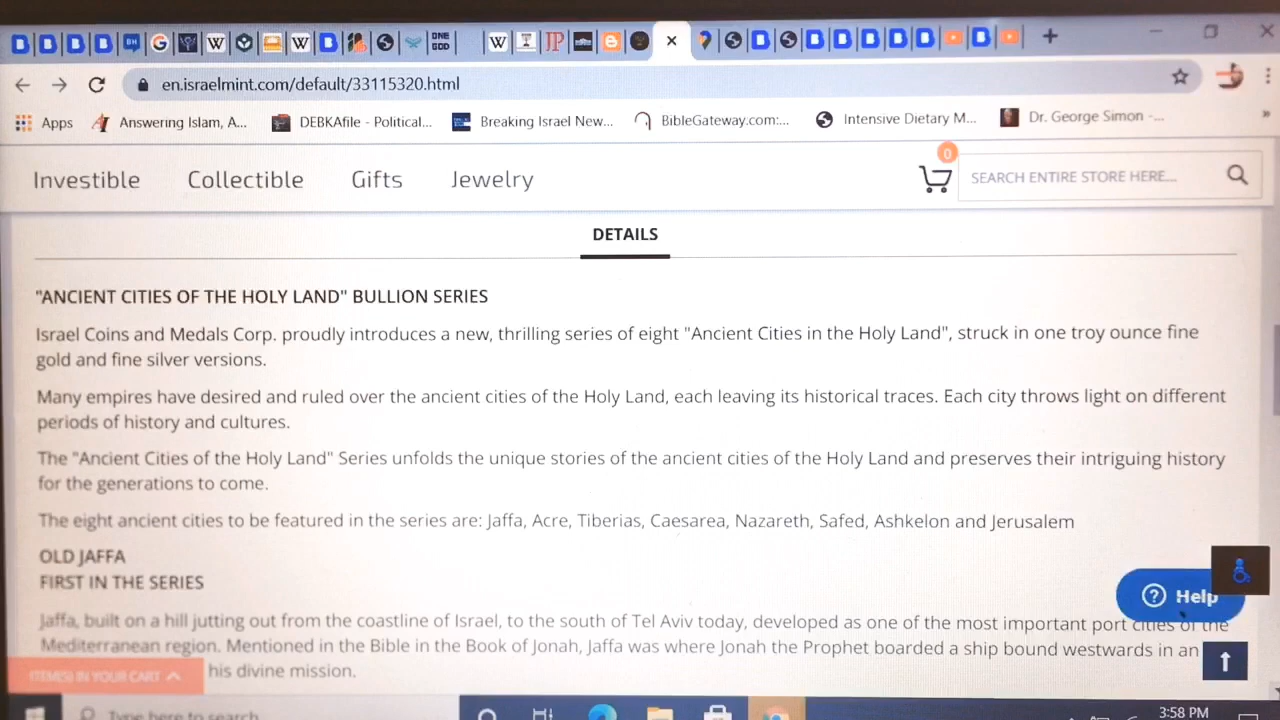 ONE
GOD
en.israelmint.com/default/33115320.html
Apps Answering Islam, A... DEBKAfile - Political... Breaking Israel New... BibleGateway.com:... Intensive Dietary M... Dr. George Simon -...
Investible Collectible Gifts Jewelry 0 SEARCH ENTIRE STORE HERE...
DETAILS
"ANCIENT CITIES OF THE HOLY LAND" BULLION SERIES
Israel Coins and Medals Corp. proudly introduces a new, thrilling series of eight "Ancient Cities in the Holy Land", struck in one troy ounce fine
gold and fine silver versions.
Many empires have desired and ruled over the ancient cities of the Holy Land, each leaving its historical traces. Each city throws light on different
periods of history and cultures.
The "Ancient Cities of the Holy Land" Series unfolds the unique stories of the ancient cities of the Holy Land and preserves their intriguing history
for the generations to come.
The eight ancient cities to be featured in the series are: Jaffa, Acre, Tiberias, Caesarea, Nazareth, Safed, Ashkelon and Jerusalem
OLD JAFFA
FIRST IN THE SERIES
Help
Jaffa, built on a hill jutting out from the coastline of Israel, to the south of Tel Aviv today, developed as one of the most important port cities of the
Mediterranean region. Mentioned in the Bible in the Book of Jonah, Jaffa was where Jonah the Prophet boarded a ship bound westwards in an
ITEM(S) IN YOUR CART his divine mission.
Type here to search
3:58 PM